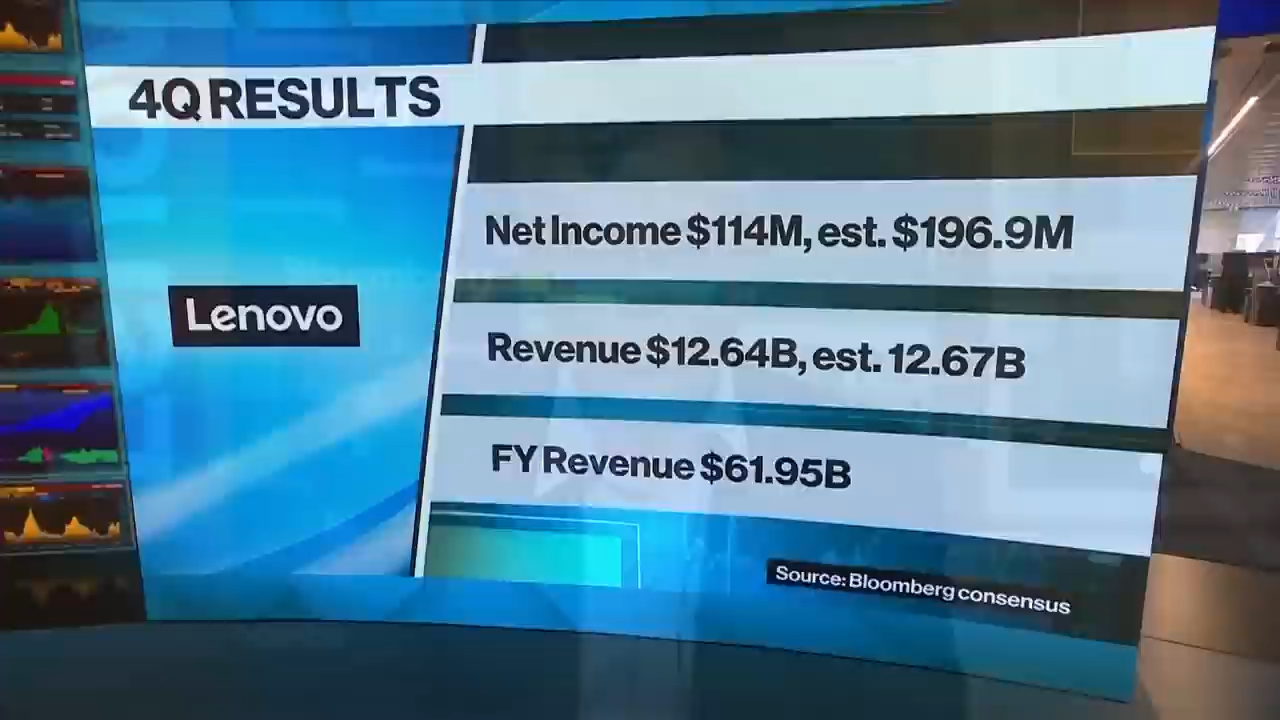 4Q RESULTS
Lenovo
Net Income $114M, est. $196.9M
Revenue $12.64B, est. 12.67B
FY Revenue $61.95B
Source: Bloomberg consensus